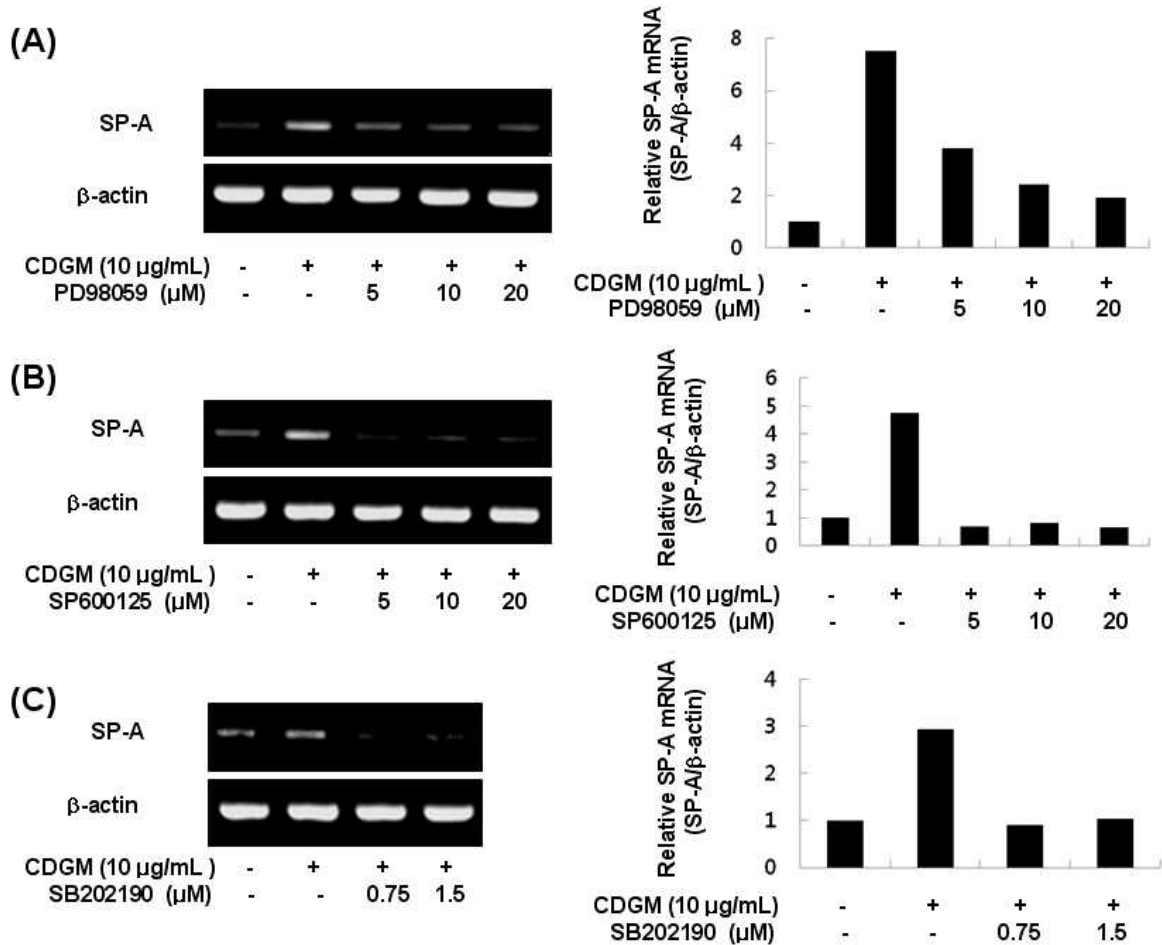 (A)
SP-A
β-actin
CDGM (10 µg/mL) - + + + +
PD98059 (µM) - - 5 10 20
Relative SP-A mRNA
(SP-A/β-actin)
8
6
4
2
0
CDGM (10 µg/mL ) - + + + +
PD98059 (µM) - - 5 10 20
(B)
SP-A
β-actin
CDGM (10 µg/mL ) - + + + +
SP600125 (µM) - - 5 10 20
Relative SP-A mRNA
(SP-A/β-actin)
6
5
4
3
2
1
0
CDGM (10 µg/mL) - + + + +
SP600125 (µM) - - 5 10 20
(C)
SP-A
β-actin
CDGM (10 µg/mL ) - + + +
SB202190 (µM) - - 0.75 1.5
Relative SP-A mRNA
(SP-A/β-actin)
4
3
2
1
0
CDGM (10 µg/mL) - + + +
SB202190 (µM) - - 0.75 1.5